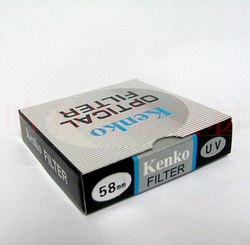 OPTICAL
FILTER
Kenko
Kenko FILTER
58mm
Kenko
FILTER
UV